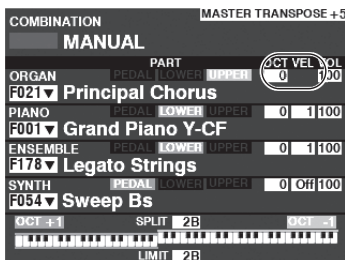 MASTER TRANSPOSE +5
COMBINATION
MANUAL
PART OCT VEL VOL
ORGAN PEDAL LOWER UPPER 0 100
F021▼ Principal Chorus
PIANO PEDAL LOWER UPPER 0 1 100
F001▼ Grand Piano Y-CF
ENSEMBLE PEDAL LOWER UPPER 0 1 100
F178▼ Legato Strings
SYNTH PEDAL LOWER UPPER 0 Off 100
F054▼ Sweep Bs
OCT +1 SPLIT 2B OCT -1
LIMIT 2B